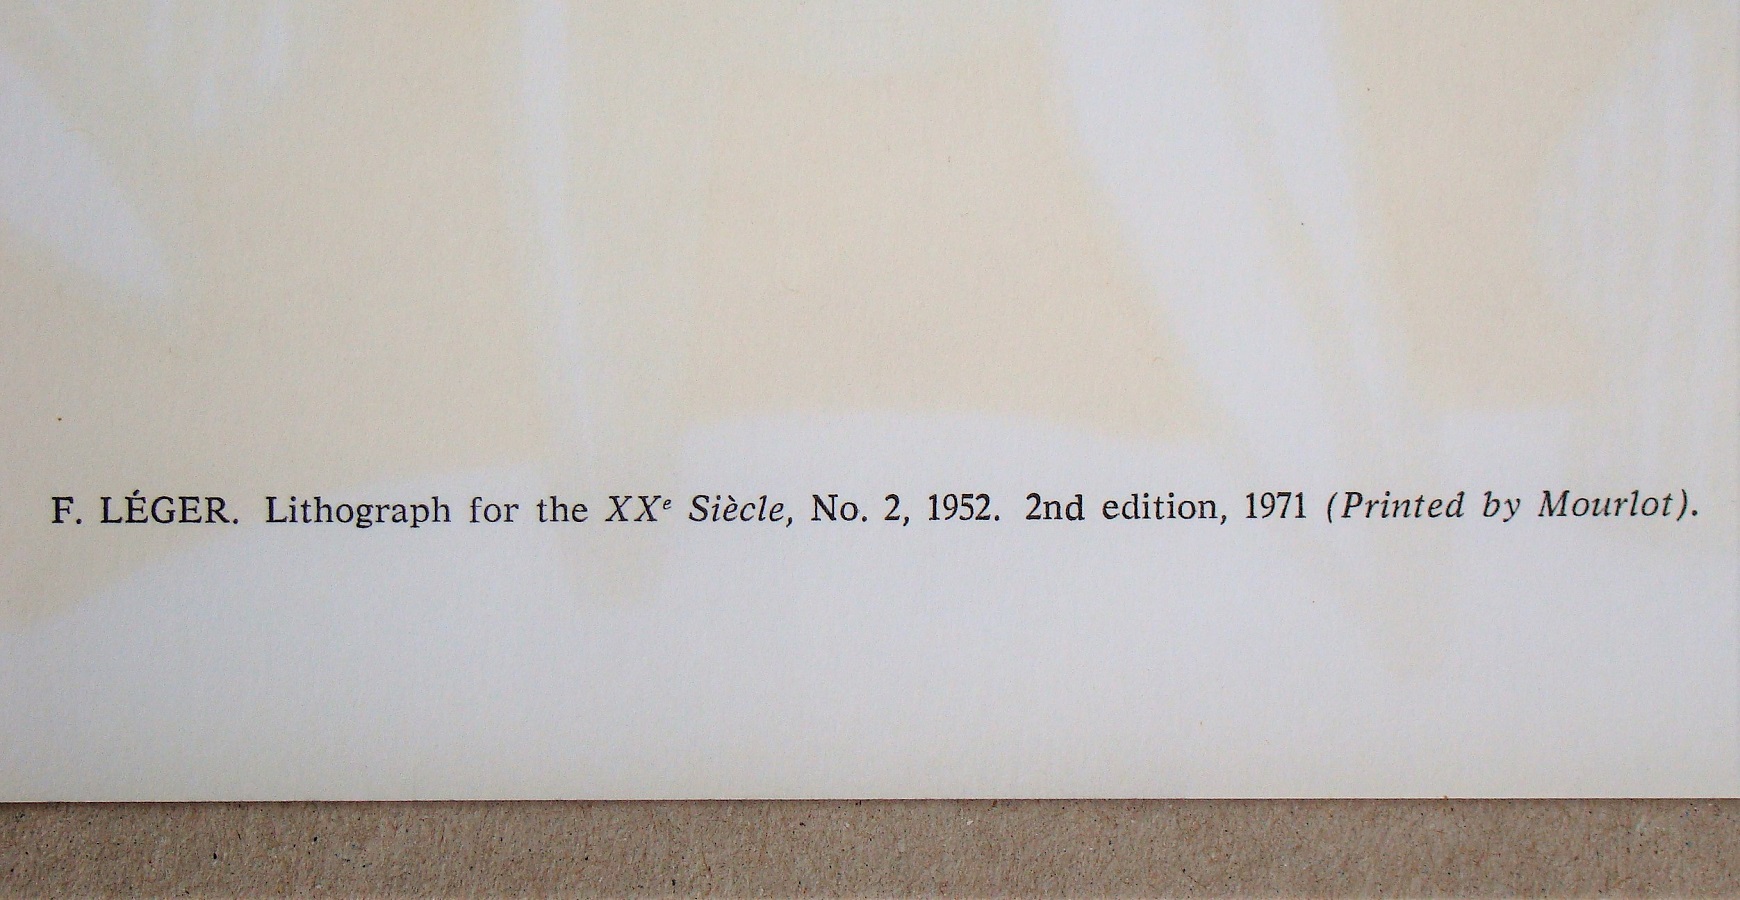 F. LÉGER. Lithograph for the XXᵉ Siècle, No. 2, 1952. 2nd edition, 1971 (Printed by Mourlot).